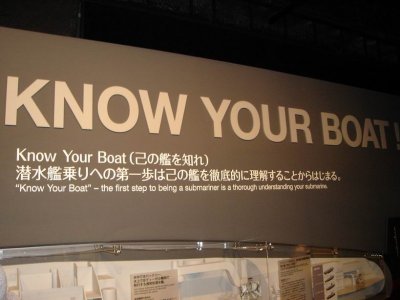 KNOW YOUR BOAT !
Know Your Boat（己の艦を知れ）
潜水艦乗りへの第一歩は己の艦を徹底的に理解することからはじまる。
"Know Your Boat" – the first step to being a submariner is a thorough understanding your submarine.